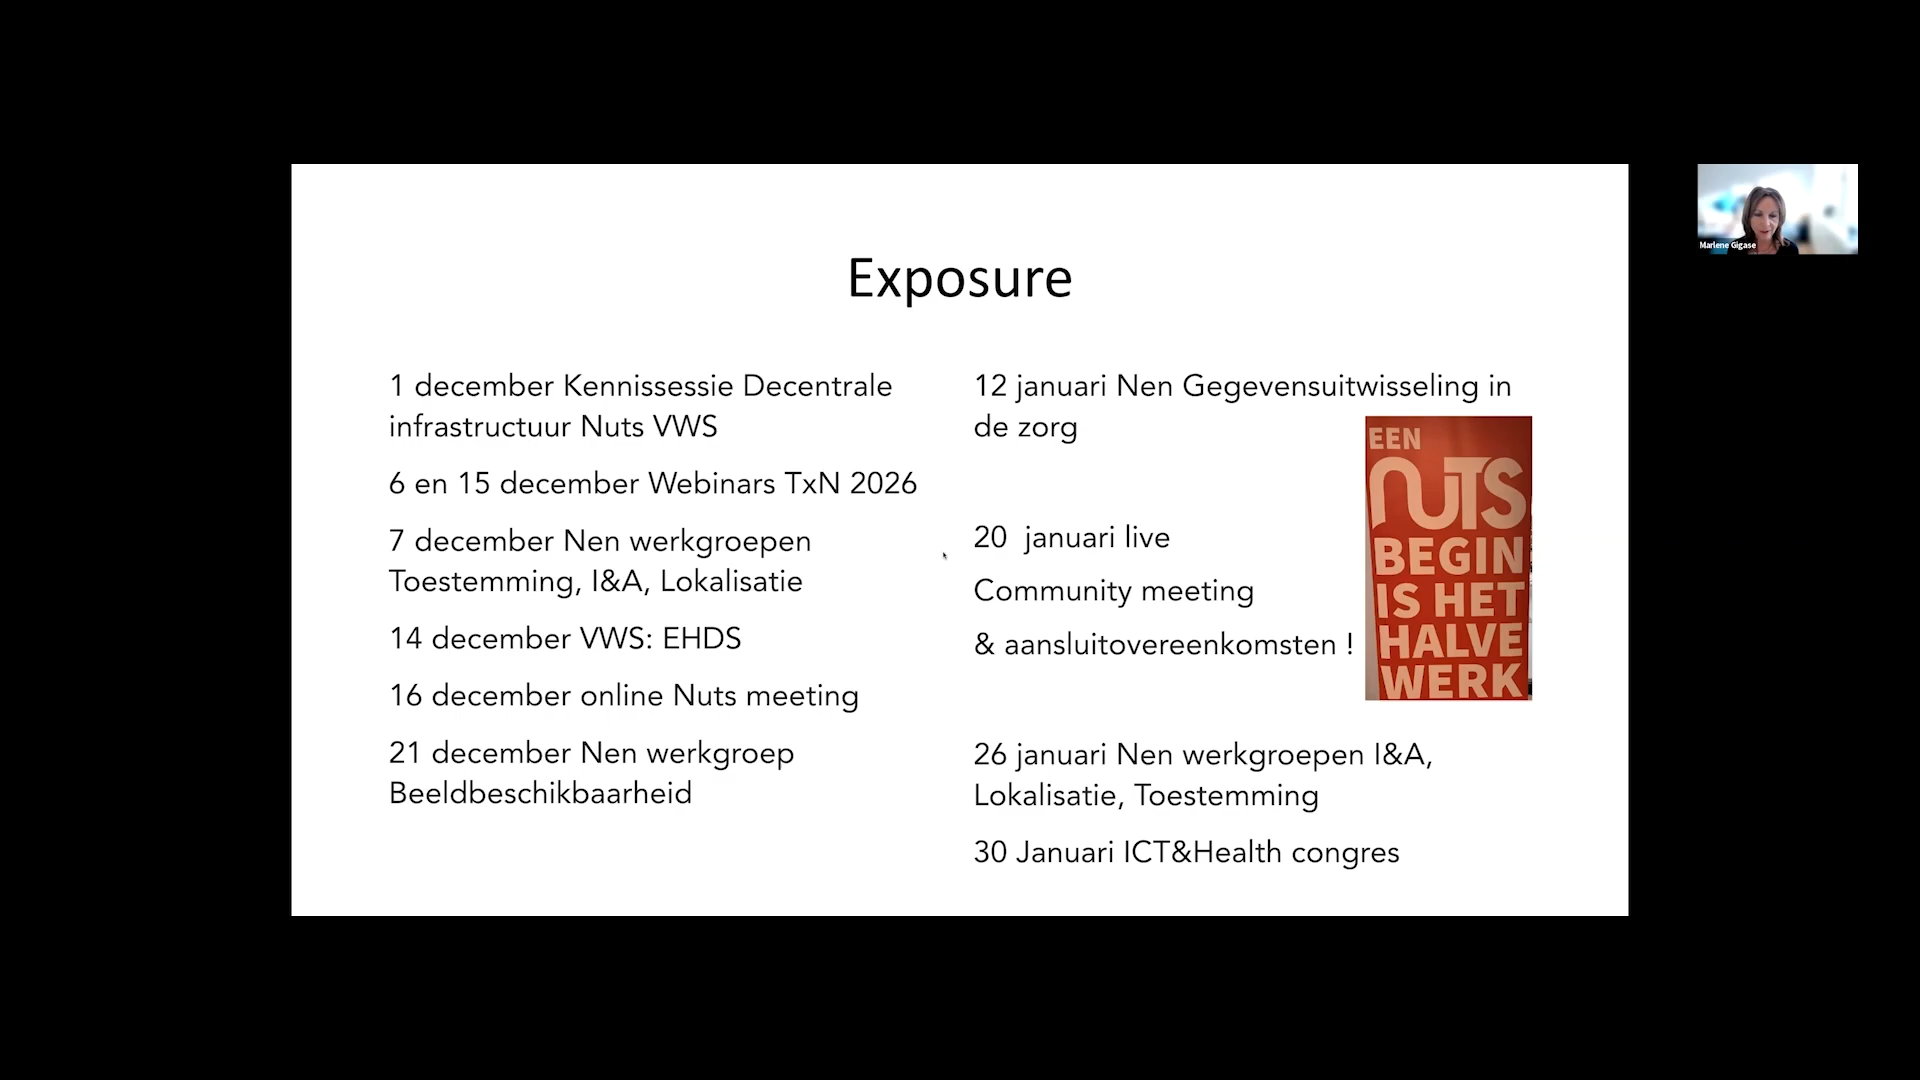 Exposure
1 december Kennissessie Decentrale
infrastructuur Nuts VWS
6 en 15 december Webinars TxN 2026
7 december Nen werkgroepen
Toestemming, I&A, Lokalisatie
14 december VWS: EHDS
16 december online Nuts meeting
21 december Nen werkgroep
Beeldbeschikbaarheid
12 januari Nen Gegevensuitwisseling in
de zorg
20 januari live
Community meeting
& aansluitovereenkomsten !
26 januari Nen werkgroepen I&A,
Lokalisatie, Toestemming
30 Januari ICT&Health congres
EEN
NUTS
BEGIN
IS HET
HALVE
WERK
Marlene Gigase